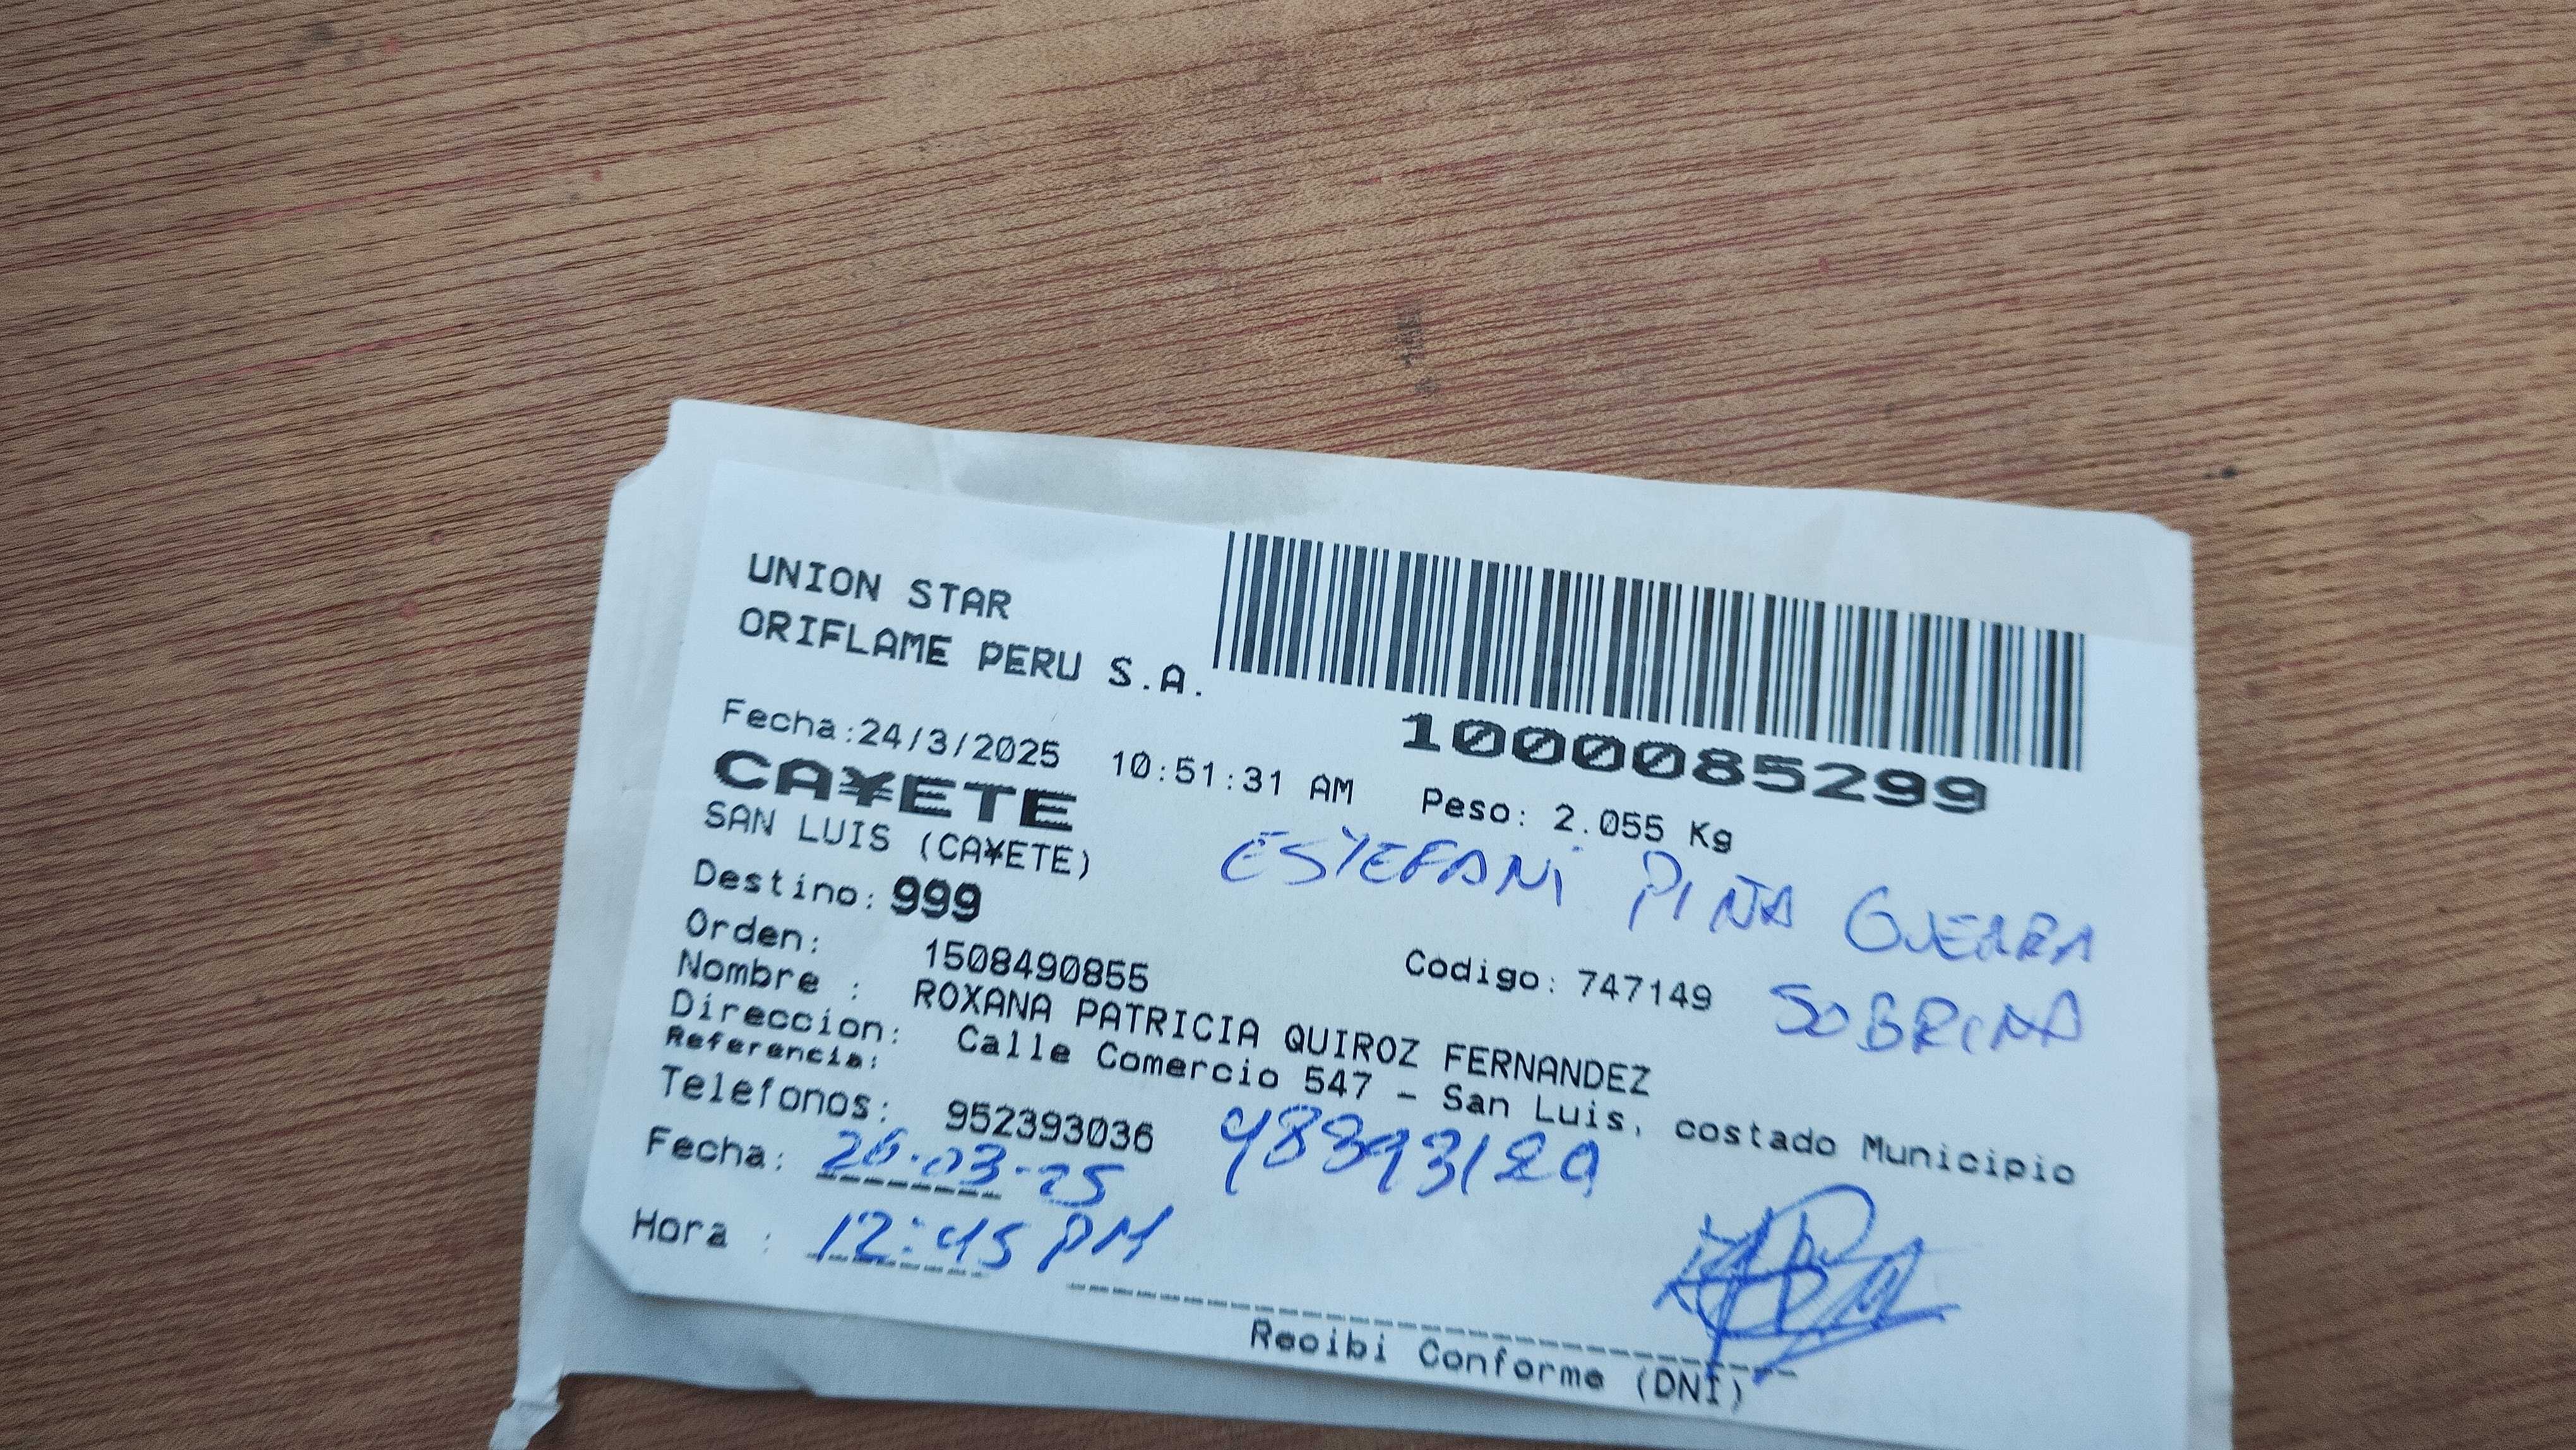 UNION STAR
ORIFLAME PERU S.A.
1000085299
Fecha:24/3/2025 10:51:31 AM Peso: 2.055 Kg
CA¥ETE
SAN LUIS (CA¥ETE)
ESTEFANI PIÑA GUERRA
Destino: 999
SOBRINA
Orden: 1508490855 Codigo: 747149
Nombre : ROXANA PATRICIA QUIROZ FERNANDEZ
Direccion: Calle Comercio 547 - San Luis, costado Municipio
Referencia:
Telefonos: 952393036
Fecha: 26-03-25
Hora : 12:45 PM
Recibi Conforme (DNI)